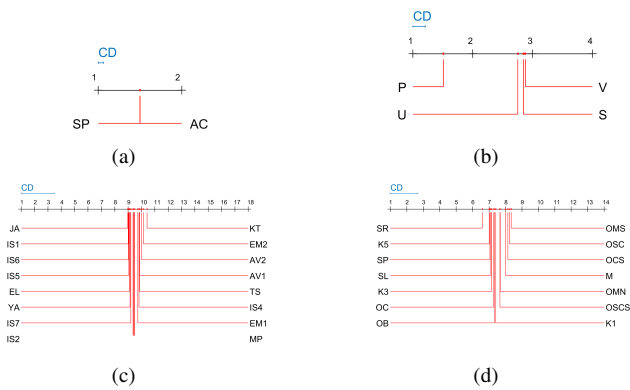 CD
1 2
SP AC
(a)
CD
1 2 3 4
P V
U S
(b)
CD
1 2 3 4 5 6 7 8 9 10 11 12 13 14 15 16 17 18
JA KT
IS1 EM2
IS6 AV2
IS5 AV1
EL TS
YA IS4
IS7 EM1
IS2 MP
(c)
CD
1 2 3 4 5 6 7 8 9 10 11 12 13 14
SR OMS
K5 OSC
SP OCS
SL M
K3 OMN
OC OSCS
OB K1
(d)